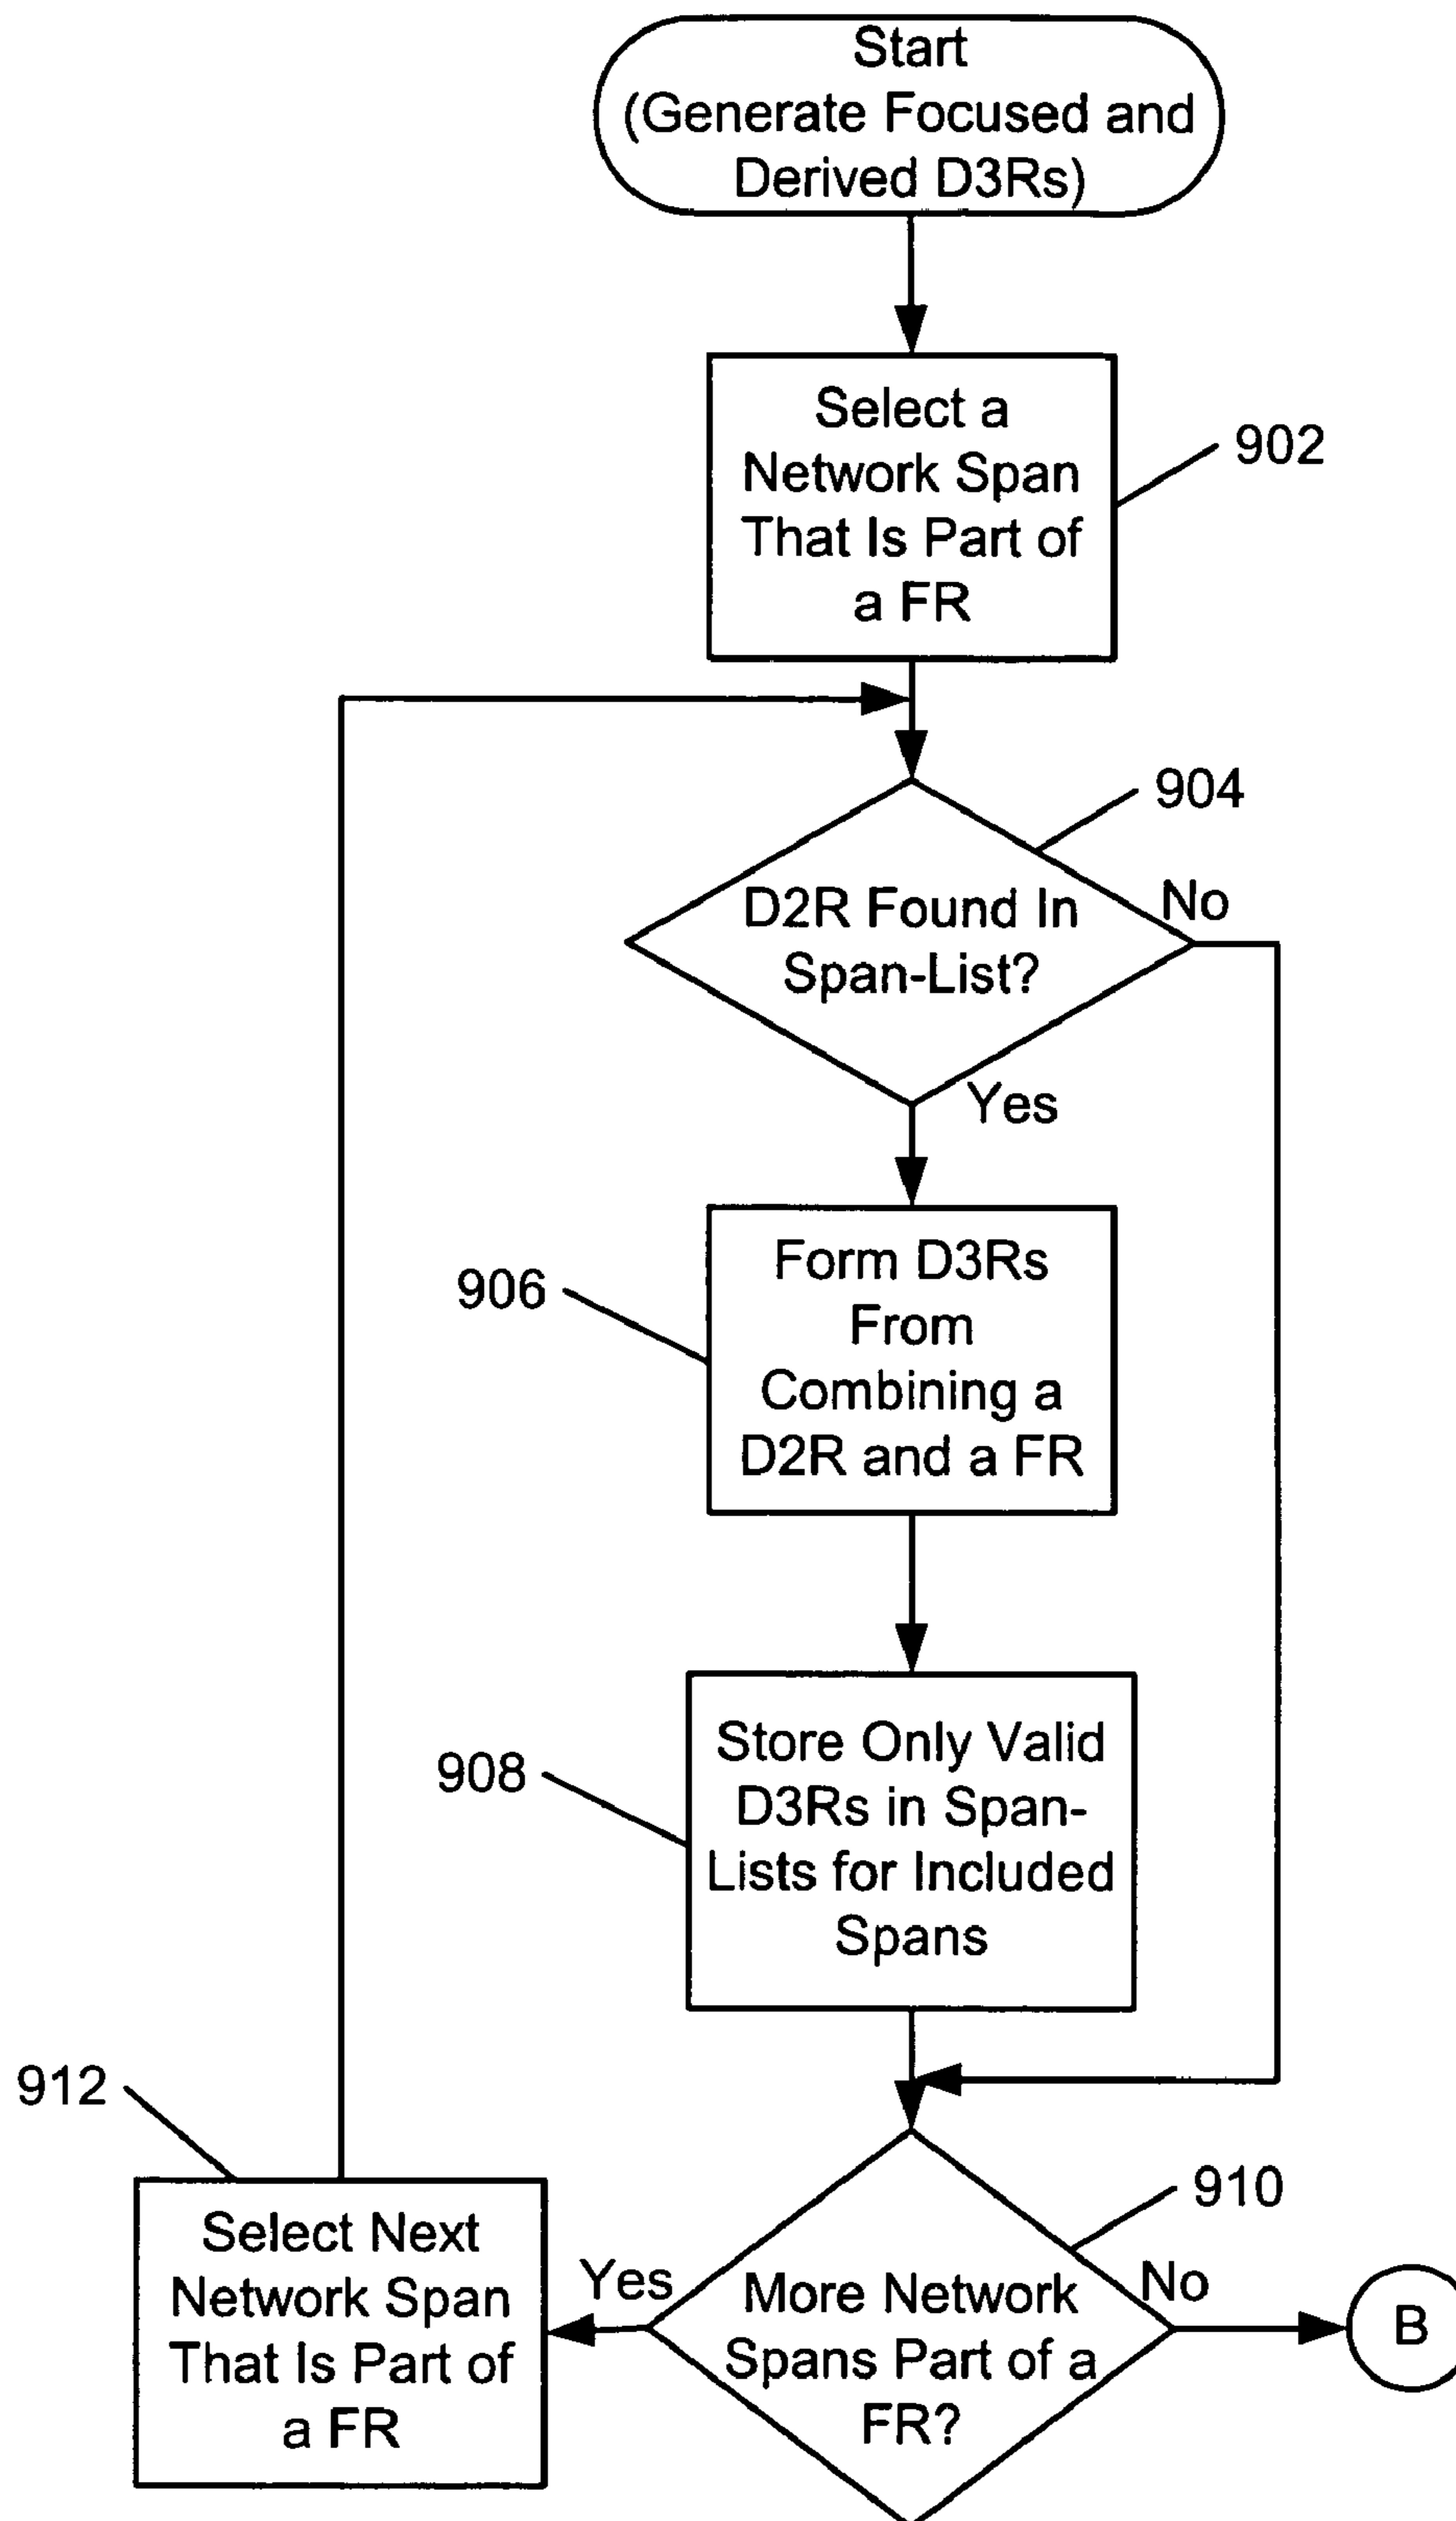 Start
(Generate Focused and
Derived D3Rs)
Select a
Network Span
That Is Part of
a FR
902
904
D2R Found In
Span-List?
No
Yes
906
Form D3Rs
From
Combining a
D2R and a FR
908
Store Only Valid
D3Rs in Span-
Lists for Included
Spans
912
910
Select Next
Network Span
That Is Part of
a FR
Yes
More Network
Spans Part of a
FR?
No
B